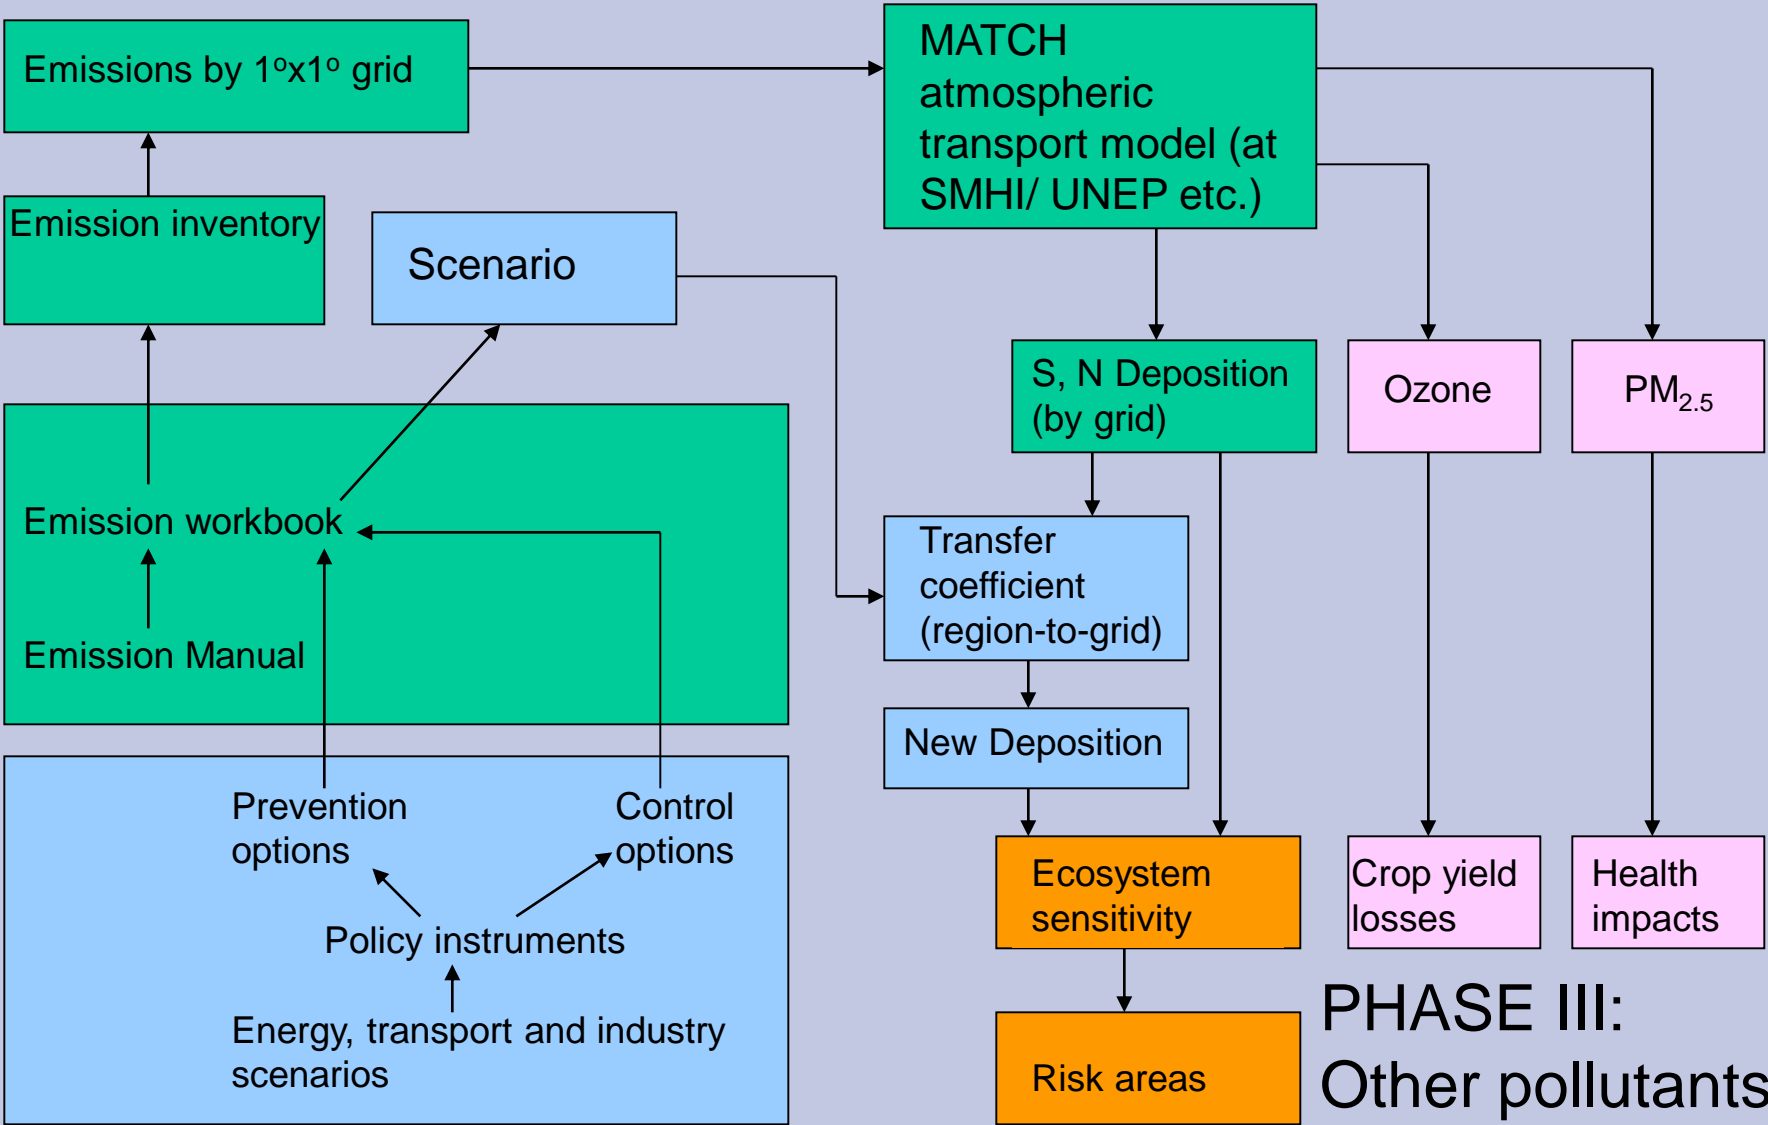 Emissions by 1ºx1º grid
MATCH
atmospheric
transport model (at
SMHI/ UNEP etc.)
Emission inventory
Scenario
S, N Deposition
(by grid)
Ozone
PM2.5
Emission workbook
Emission Manual
Transfer
coefficient
(region-to-grid)
New Deposition
Prevention
options
Control
options
Policy instruments
Energy, transport and industry
scenarios
Ecosystem
sensitivity
Crop yield
losses
Health
impacts
Risk areas
PHASE III:
Other pollutants